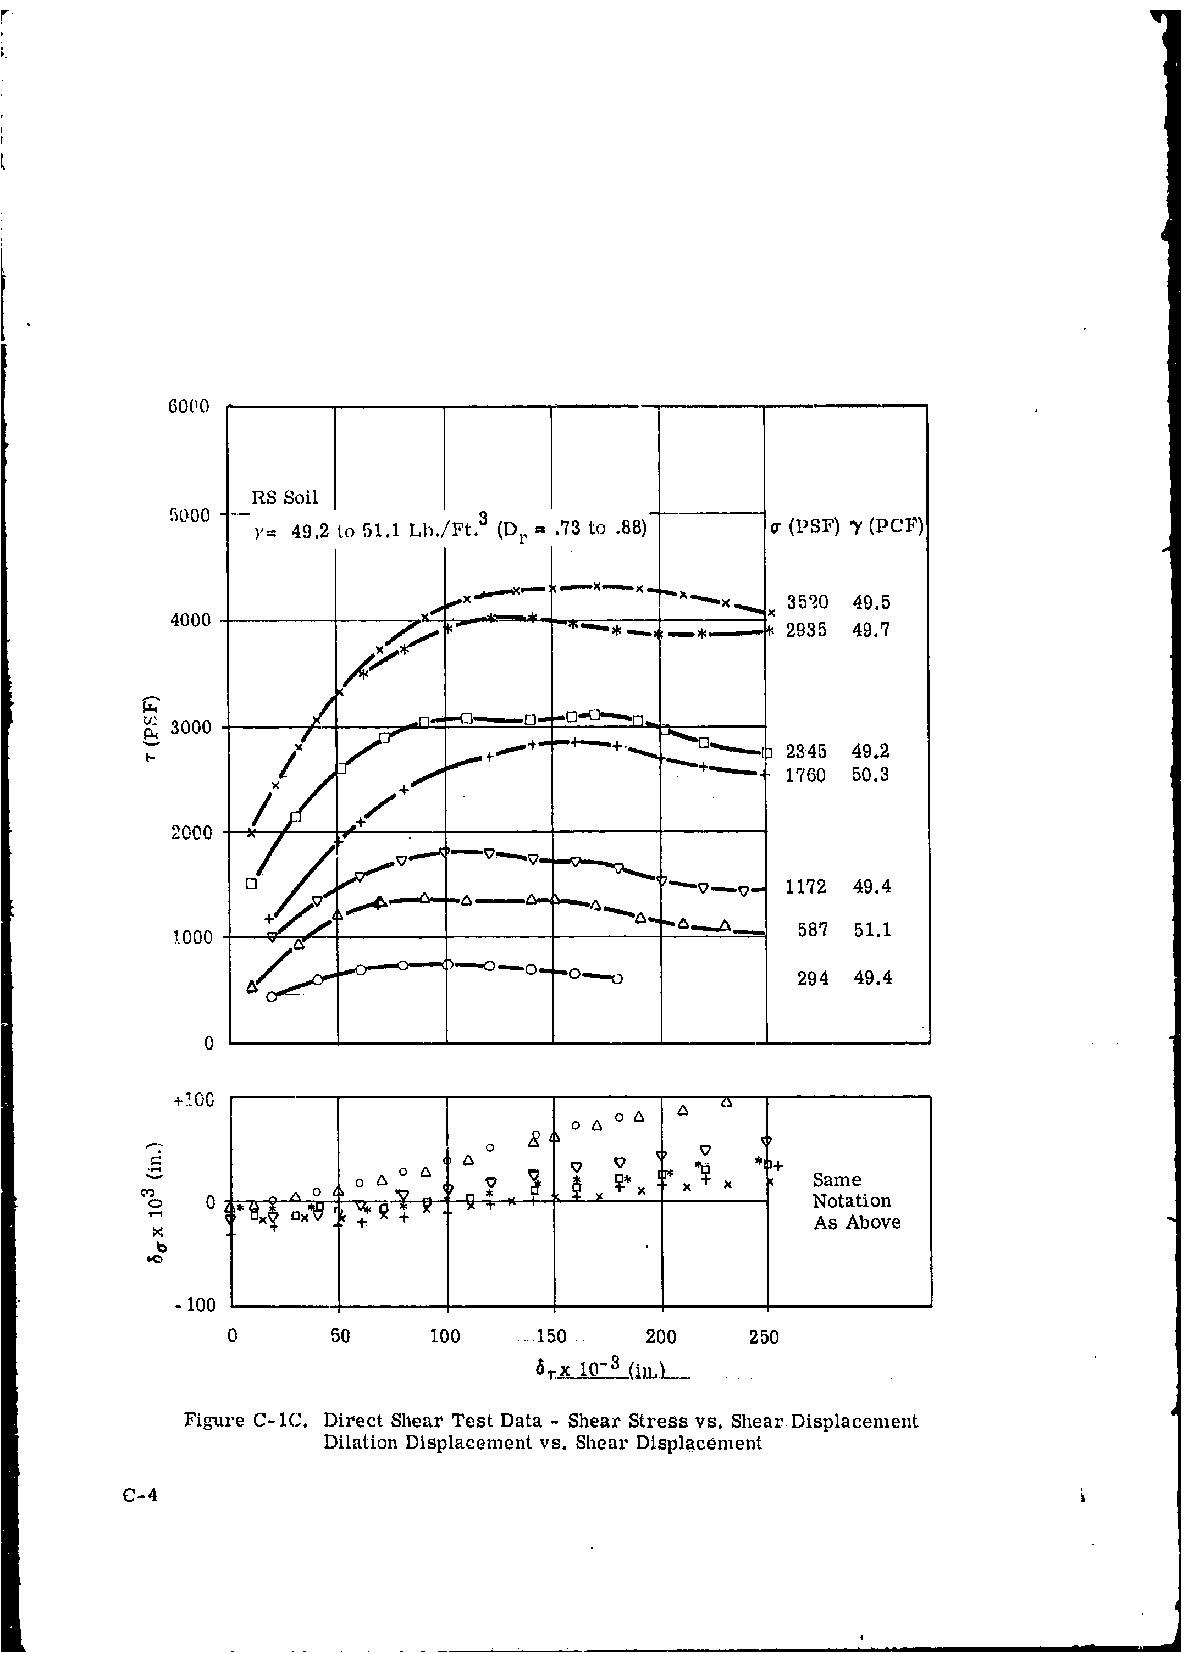 6000
RS Soil
5000
γ= 49.2 to 51.1 Lb./Ft.³ (Dr = .73 to .88)
σ (PSF) γ (PCF)
3520 49.5
4000
2935 49.7
τ (PSF)
3000
2345 49.2
1760 50.3
2000
1172 49.4
587 51.1
1000
294 49.4
0
+100
δσ x 10³ (in.)
0
-100
Same
Notation
As Above
0 50 100 150 200 250
δτ x 10⁻³ (in.)
Figure C-1C. Direct Shear Test Data - Shear Stress vs. Shear Displacement
Dilation Displacement vs. Shear Displacement
C-4